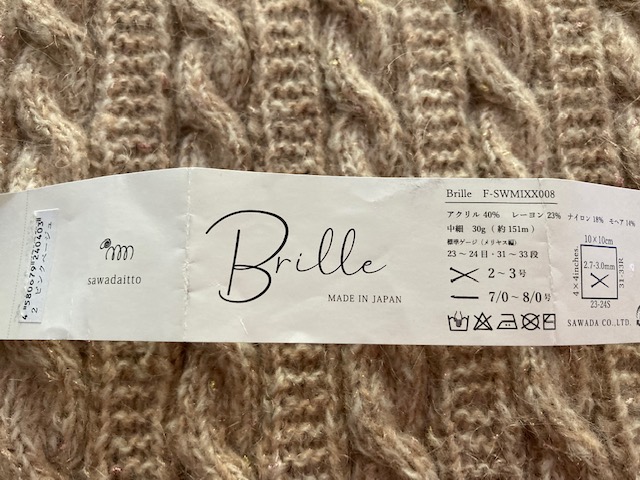 4580679240403
2 ピンクベージュ
sawadaitto
Brille
MADE IN JAPAN
Brille F-SWMIXX008
アクリル 40% レーヨン 23% ナイロン 18% モヘア 14%
中細 30g (約151m)
標準ゲージ(メリヤス編)
23〜24目・31〜33段
2〜3号
7/0〜8/0号
10×10cm
4×4inches
2.7-3.0mm
31-33R
23-24S
SAWADA CO.,LTD.